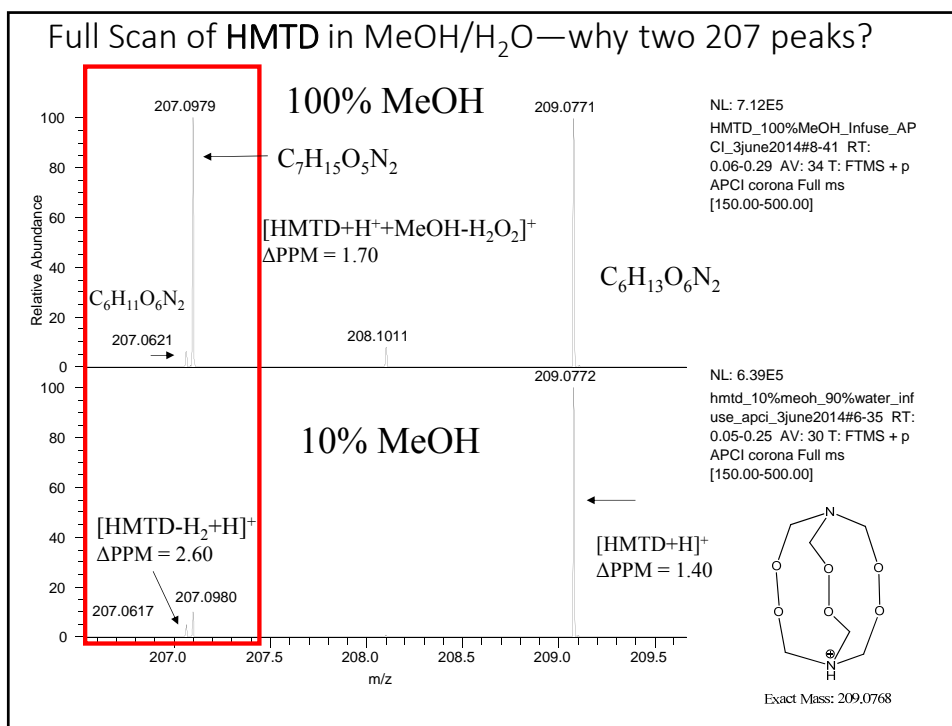 Full Scan of HMTD in MeOH/H₂O—why two 207 peaks?
207.0979
100% MeOH
209.0771
C₇H₁₅O₅N₂
[HMTD+H⁺+MeOH-H₂O₂]⁺
ΔPPM = 1.70
C₆H₁₃O₆N₂
C₆H₁₁O₆N₂
207.0621
208.1011
100
80
60
40
20
0
Relative Abundance
NL: 7.12E5
HMTD_100%MeOH_Infuse_AP
CI_3june2014#8-41 RT:
0.06-0.29 AV: 34 T: FTMS + p
APCI corona Full ms
[150.00-500.00]
209.0772
10% MeOH
[HMTD-H₂+H]⁺
ΔPPM = 2.60
[HMTD+H]⁺
ΔPPM = 1.40
207.0617
207.0980
100
80
60
40
20
0
207.0
207.5
208.0
208.5
209.0
209.5
m/z
NL: 6.39E5
hmtd_10%meoh_90%water_inf
use_apci_3june2014#6-35 RT:
0.05-0.25 AV: 30 T: FTMS + p
APCI corona Full ms
[150.00-500.00]
N
O
O
O
O
O
O
⊕
N
H
Exact Mass: 209.0768